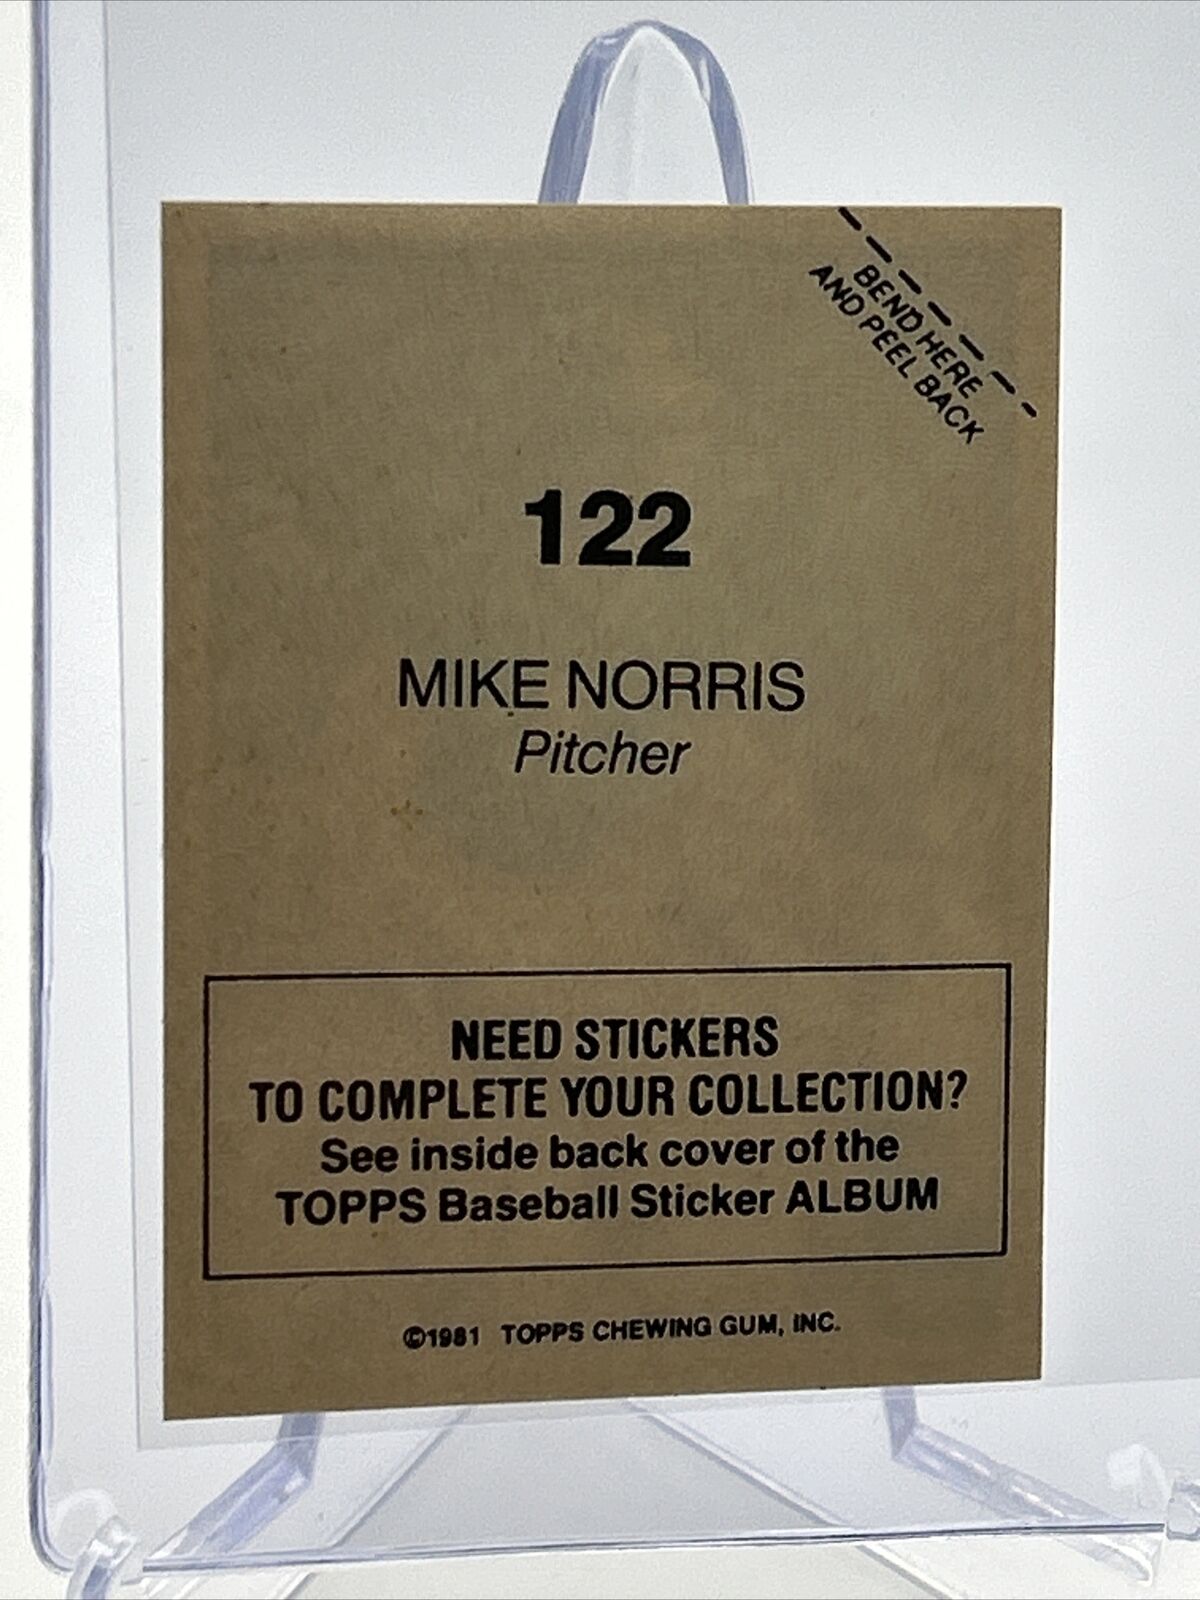 BEND HERE
AND PEEL BACK
122
MIKE NORRIS
Pitcher
NEED STICKERS
TO COMPLETE YOUR COLLECTION?
See inside back cover of the
TOPPS Baseball Sticker ALBUM
©1981 TOPPS CHEWING GUM, INC.